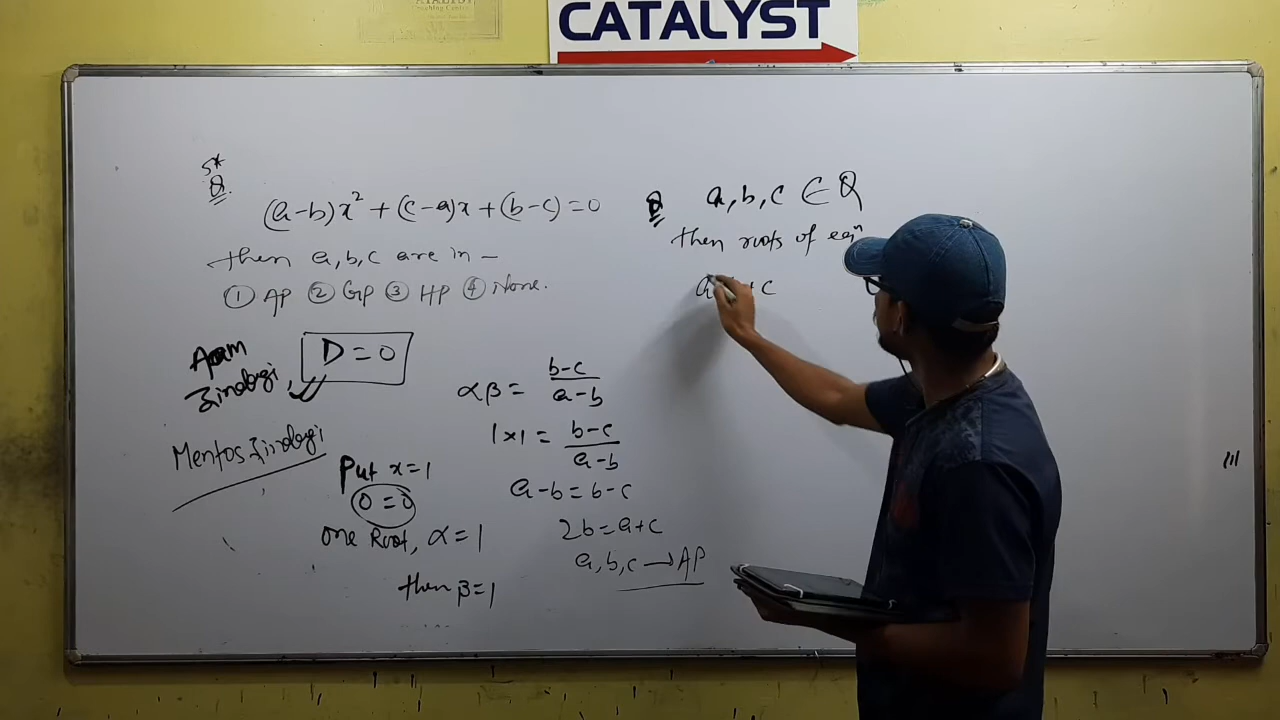 CATALYST
5*
Q.
(a-b)x² + (c-a)x + (b-c) = 0
then a, b, c are in –
① AP ② GP ③ HP ④ None.
Aam Zindagi
D = 0
Mentos Zindagi
Put x=1
0 = 0
One Root, α = 1
then β = 1
αβ = b-c / a-b
1×1 = b-c / a-b
a-b = b-c
2b = a+c
a, b, c → AP
Q
a, b, c ∈ Q
then roots of eqⁿ
+c